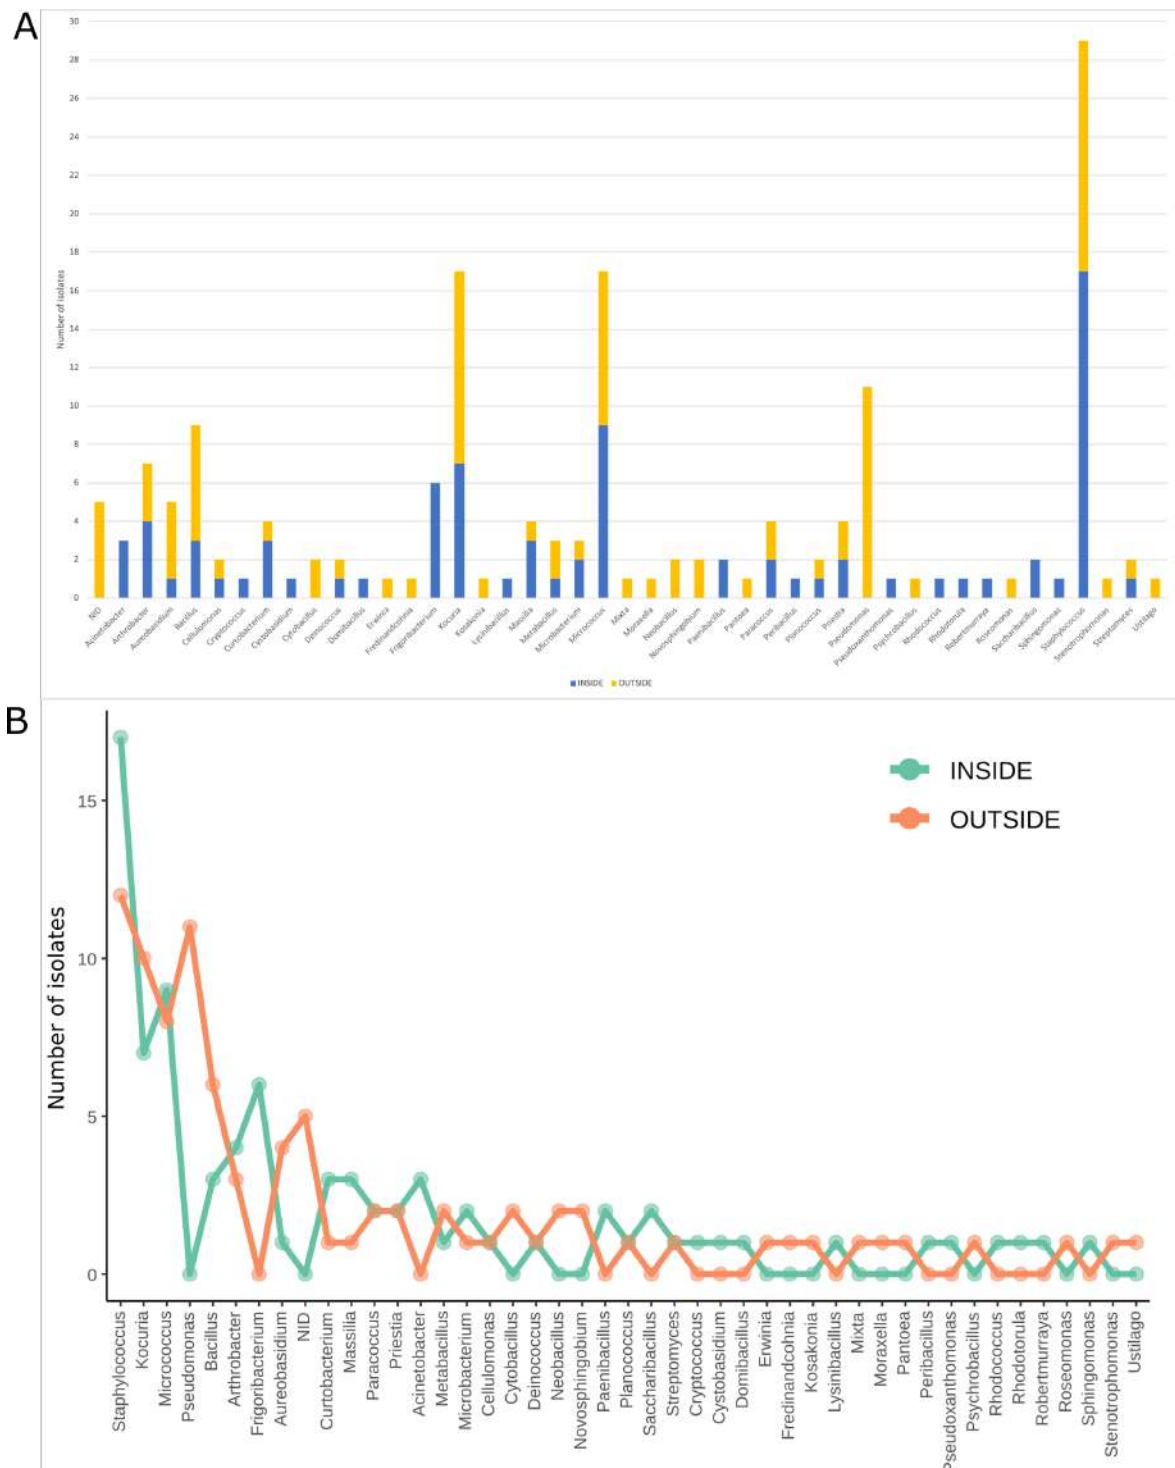 A
30
28
26
24
22
20
18
16
14
12
10
8
6
4
2
0
Number of isolates
NID
Acinetobacter
Arthrobacter
Aureobasidium
Bacillus
Cellulomonas
Cryptococcus
Curtobacterium
Cystobasidium
Cytobacillus
Deinococcus
Domibacillus
Erwinia
Fredinandcohnia
Frigoribacterium
Kocuria
Kosakonia
Lysinibacillus
Massilia
Metabacillus
Microbacterium
Micrococcus
Mixta
Moraxella
Neobacillus
Novosphingobium
Paenibacillus
Pantoea
Paracoccus
Peribacillus
Planococcus
Priestia
Pseudomonas
Pseudoxanthomonas
Psychrobacillus
Rhodococcus
Rhodotorula
Robertmurraya
Roseomonas
Saccharibacillus
Sphingomonas
Staphylococcus
Stenotrophomonas
Streptomyces
Ustilago
INSIDE OUTSIDE
B
INSIDE
OUTSIDE
15
10
5
0
Number of isolates
Staphylococcus
Kocuria
Micrococcus
Pseudomonas
Bacillus
Arthrobacter
Frigoribacterium
Aureobasidium
NID
Curtobacterium
Massilia
Paracoccus
Priestia
Acinetobacter
Metabacillus
Microbacterium
Cellulomonas
Cytobacillus
Deinococcus
Neobacillus
Novosphingobium
Paenibacillus
Planococcus
Saccharibacillus
Streptomyces
Cryptococcus
Cystobasidium
Domibacillus
Erwinia
Fredinandcohnia
Kosakonia
Lysinibacillus
Mixta
Moraxella
Pantoea
Peribacillus
Pseudoxanthomonas
Psychrobacillus
Rhodococcus
Rhodotorula
Robertmurraya
Roseomonas
Sphingomonas
Stenotrophomonas
Ustilago